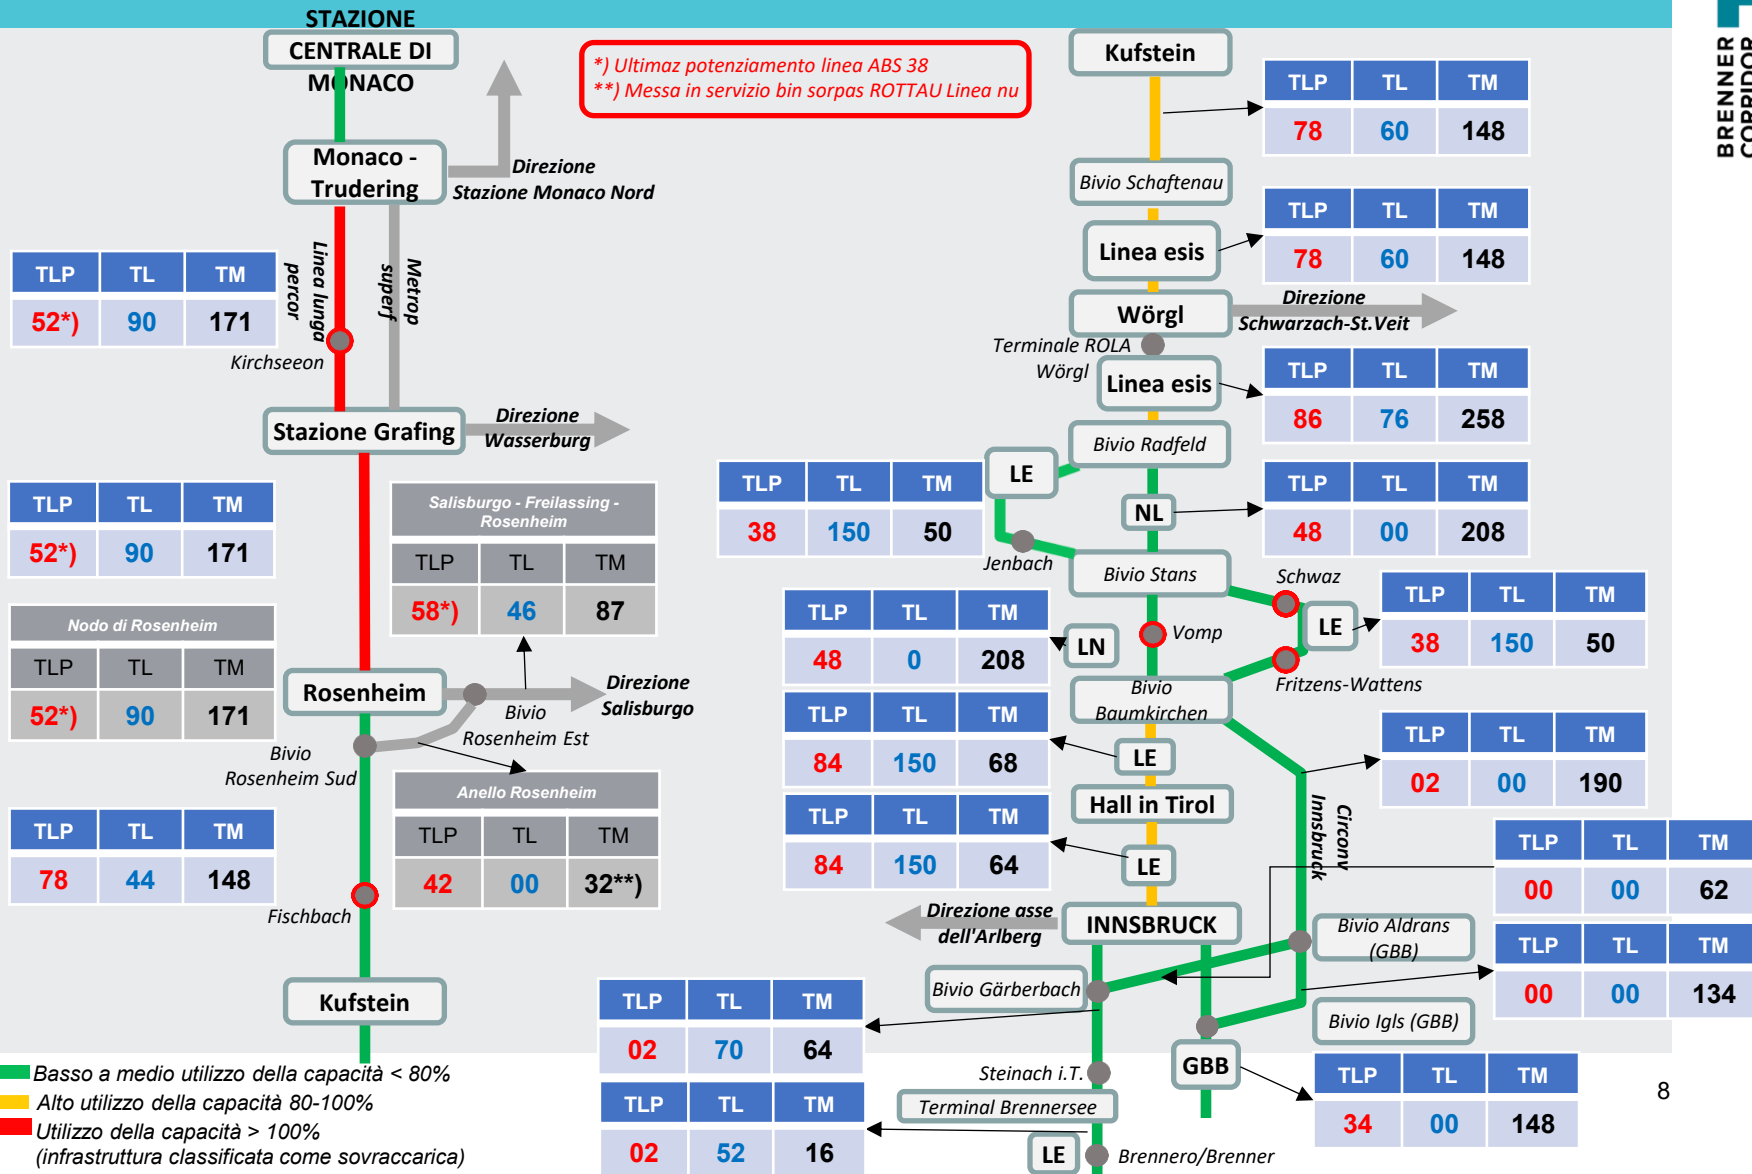 STAZIONE
CENTRALE DI
MONACO
*) Ultimaz potenziamento linea ABS 38
**) Messa in servizio bin sorpas ROTTAU Linea nu
BRENNER
CORRIDOR
Monaco -
Trudering
Direzione
Stazione Monaco Nord
Linea lunga
percor
Metrop
superf
TLP TL TM
52*) 90 171
Kirchseeon
Stazione Grafing
Direzione
Wasserburg
TLP TL TM
52*) 90 171
Salisburgo - Freilassing -
Rosenheim
TLP TL TM
58*) 46 87
Nodo di Rosenheim
TLP TL TM
52*) 90 171
Rosenheim
Direzione
Salisburgo
Bivio
Rosenheim Est
Bivio
Rosenheim Sud
Anello Rosenheim
TLP TL TM
42 00 32**)
TLP TL TM
78 44 148
Fischbach
Kufstein
Basso a medio utilizzo della capacità < 80%
Alto utilizzo della capacità 80-100%
Utilizzo della capacità > 100%
(infrastruttura classificata come sovraccarica)
Kufstein
TLP TL TM
78 60 148
Bivio Schaftenau
Linea esis
TLP TL TM
78 60 148
Wörgl
Direzione
Schwarzach-St.Veit
Terminale ROLA
Wörgl
Linea esis
TLP TL TM
86 76 258
Bivio Radfeld
LE
TLP TL TM
38 150 50
NL
TLP TL TM
48 00 208
Jenbach
Bivio Stans
Schwaz
LE
TLP TL TM
38 150 50
Vomp
LN
TLP TL TM
48 0 208
Fritzens-Wattens
Bivio
Baumkirchen
TLP TL TM
84 150 68
LE
TLP TL TM
02 00 190
Hall in Tirol
Circonv
Innsbruck
TLP TL TM
84 150 64
LE
TLP TL TM
00 00 62
Direzione asse
dell'Arlberg
INNSBRUCK
Bivio Aldrans
(GBB)
TLP TL TM
00 00 134
Bivio Gärberbach
Bivio Igls (GBB)
TLP TL TM
02 70 64
Steinach i.T.
GBB
TLP TL TM
34 00 148
Terminal Brennersee
TLP TL TM
02 52 16
LE
Brennero/Brenner
8